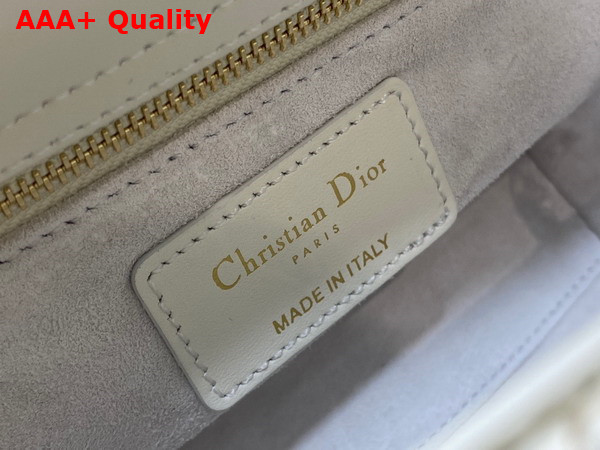 AAA+ Quality
Christian Dior
PARIS
MADE IN ITALY